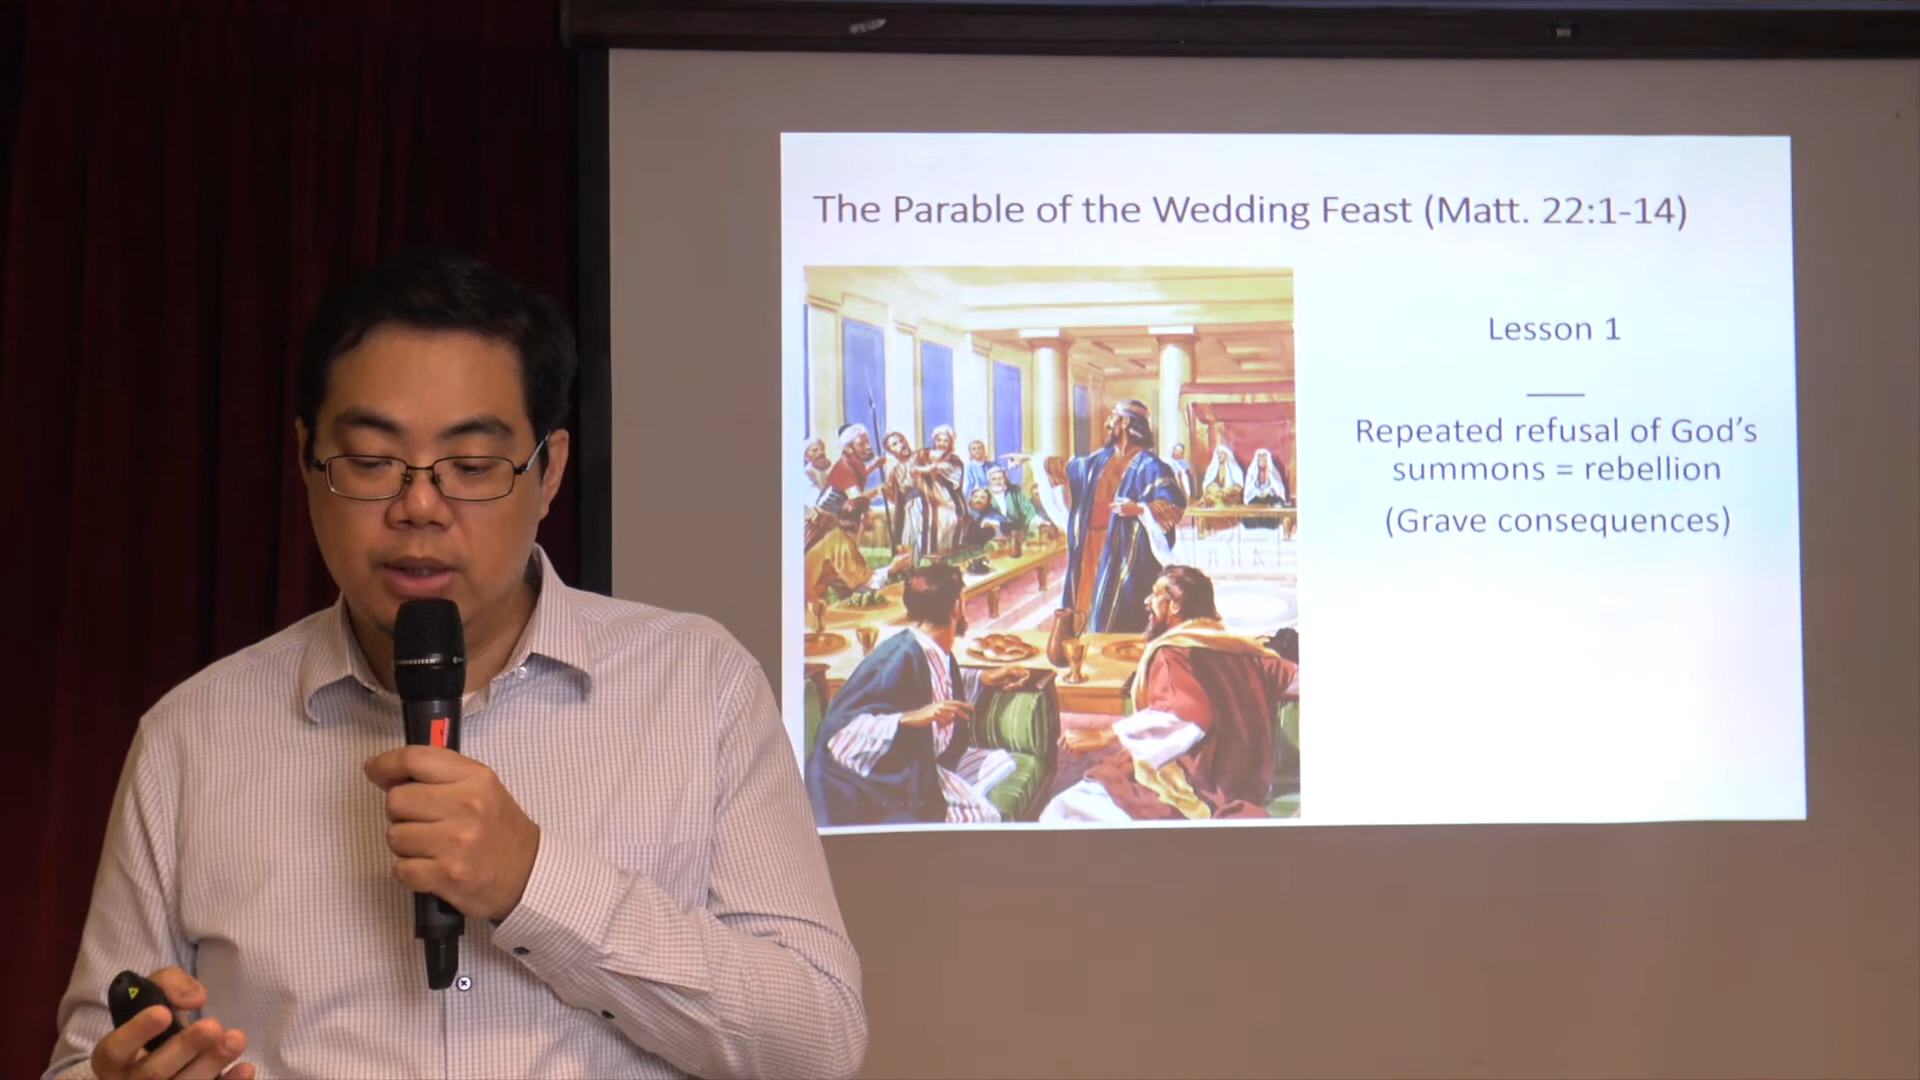 The Parable of the Wedding Feast (Matt. 22:1-14)
Lesson 1
Repeated refusal of God's
summons = rebellion
(Grave consequences)